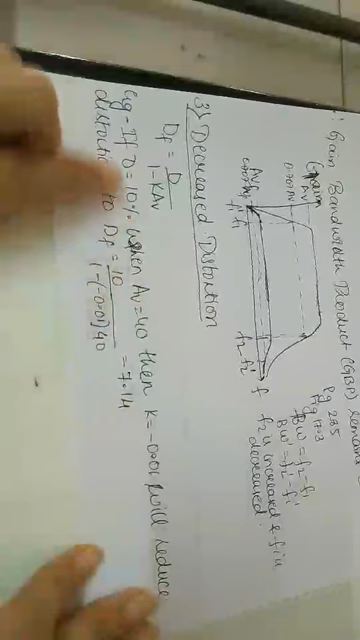 : Gain Bandwidth Product (GBP) remains
Pg 285
Fig 17.3
Gain
Av
0.707Av
Avf
0.707Avf
f1' f1
f2 f2'
f
BW = f2 - f1
BW' = f2' - f1'
f2 is increased & f1 is
decreased.
3) Decreased Distortion
Df = D
1-KAv
eg - If D = 10% when Av = 40 then K = -0.01 will reduce
to Df = 10 = 7.14
1-(-0.01)40